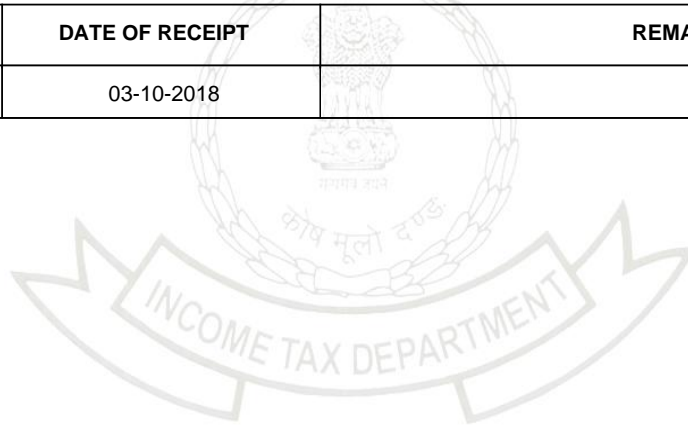 DATE OF RECEIPT REMA
03-10-2018
सत्यमेव जयते
कोष मूलो दण्डः
INCOME TAX DEPARTMENT